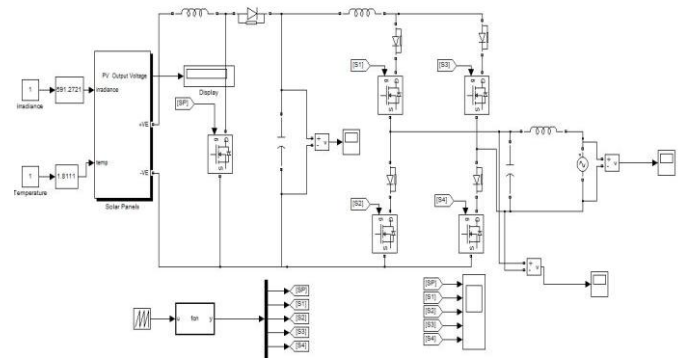 1
Irradiance
591.2721
PV Output Voltage
irradiance
+VE
temp
-VE
Solar Panels
1
Temperature
1.8111
Display
[SP]
[S1]
[S3]
[S2]
[S4]
g
D
S
g
D
S
g
D
S
g
D
S
g
D
S
+
-
v
+
-
v
+
-
v
u
fcn
y
[SP]
[S1]
[S2]
[S3]
[S4]
[SP]
[S1]
[S2]
[S3]
[S4]